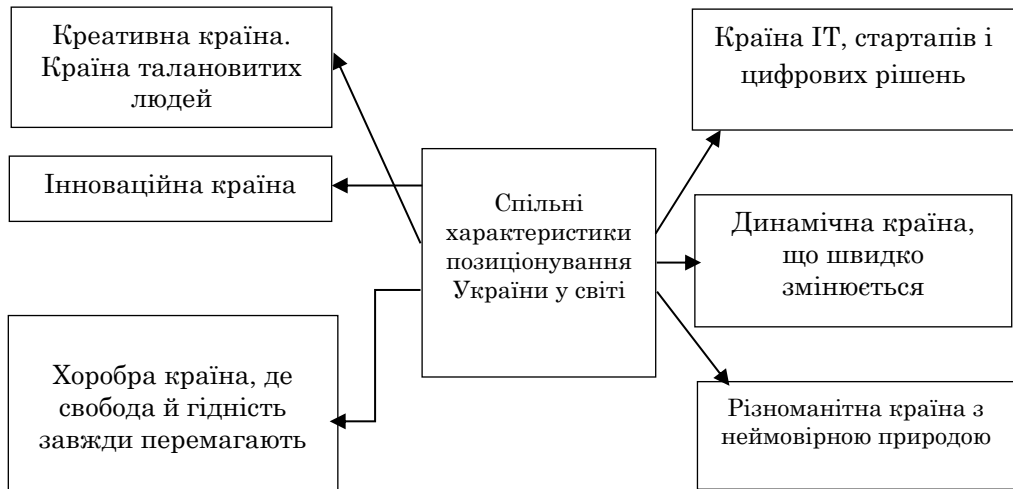 Креативна країна.
Країна талановитих
людей
Інноваційна країна
Хоробра країна, де
свобода й гідність
завжди перемагають
Спільні
характеристики
позиціонування
України у світі
Країна ІТ, стартапів і
цифрових рішень
Динамічна країна,
що швидко
змінюється
Різноманітна країна з
неймовірною природою